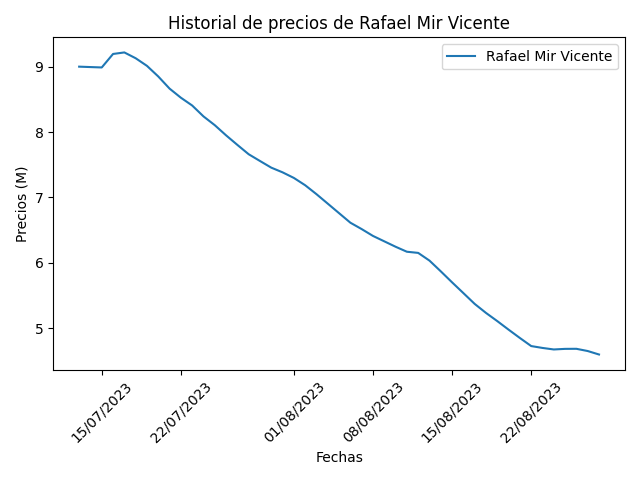 Historial de precios de Rafael Mir Vicente
Rafael Mir Vicente
Precios (M)
9
8
7
6
5
15/07/2023
22/07/2023
01/08/2023
08/08/2023
15/08/2023
22/08/2023
Fechas